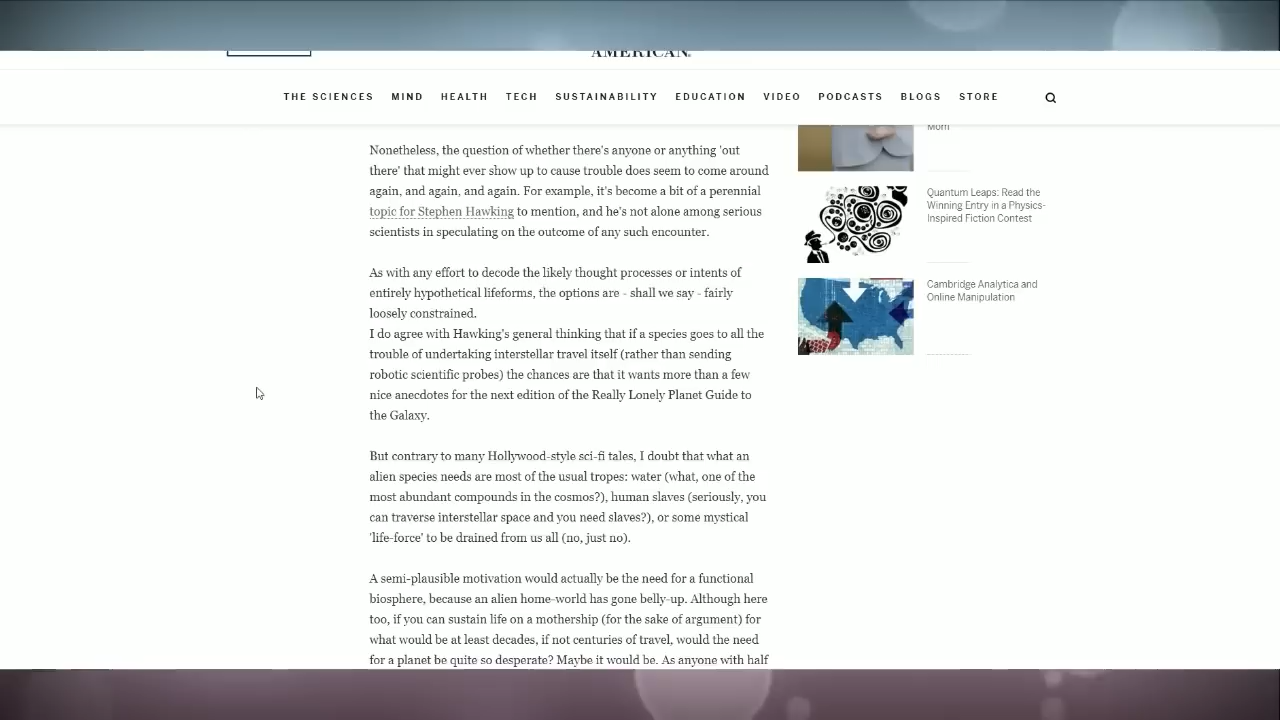 AMERICAN
THE SCIENCES MIND HEALTH TECH SUSTAINABILITY EDUCATION VIDEO PODCASTS BLOGS STORE
Nonetheless, the question of whether there's anyone or anything 'out
there' that might ever show up to cause trouble does seem to come around
again, and again, and again. For example, it's become a bit of a perennial
topic for Stephen Hawking to mention, and he's not alone among serious
scientists in speculating on the outcome of any such encounter.
As with any effort to decode the likely thought processes or intents of
entirely hypothetical lifeforms, the options are - shall we say - fairly
loosely constrained.
I do agree with Hawking's general thinking that if a species goes to all the
trouble of undertaking interstellar travel itself (rather than sending
robotic scientific probes) the chances are that it wants more than a few
nice anecdotes for the next edition of the Really Lonely Planet Guide to
the Galaxy.
But contrary to many Hollywood-style sci-fi tales, I doubt that what an
alien species needs are most of the usual tropes: water (what, one of the
most abundant compounds in the cosmos?), human slaves (seriously, you
can traverse interstellar space and you need slaves?), or some mystical
'life-force' to be drained from us all (no, just no).
A semi-plausible motivation would actually be the need for a functional
biosphere, because an alien home-world has gone belly-up. Although here
too, if you can sustain life on a mothership (for the sake of argument) for
what would be at least decades, if not centuries of travel, would the need
for a planet be quite so desperate? Maybe it would be. As anyone with half
Mom
Quantum Leaps: Read the
Winning Entry in a Physics-
Inspired Fiction Contest
Cambridge Analytica and
Online Manipulation